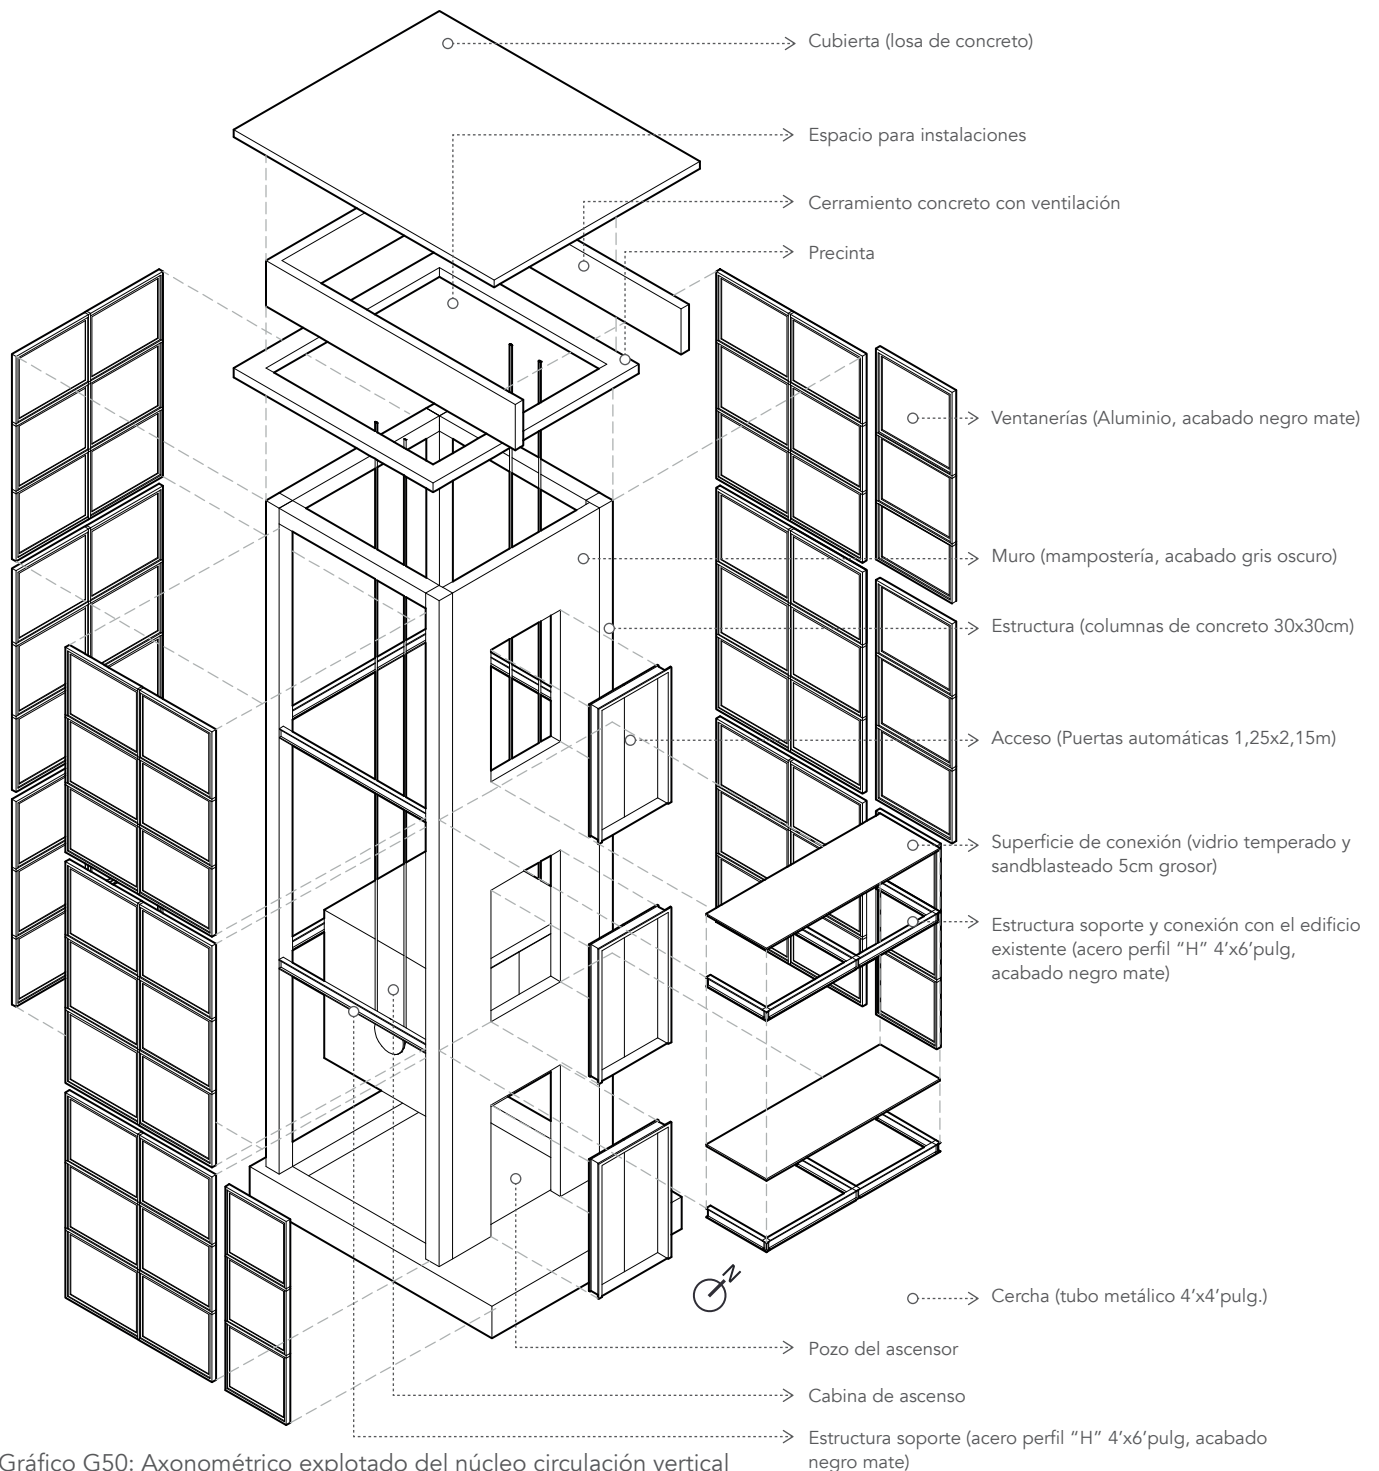 Cubierta (losa de concreto)
Espacio para instalaciones
Cerramiento concreto con ventilación
Precinta
Ventanerías (Aluminio, acabado negro mate)
Muro (mampostería, acabado gris oscuro)
Estructura (columnas de concreto 30x30cm)
Acceso (Puertas automáticas 1,25x2,15m)
Superficie de conexión (vidrio temperado y
sandblasteado 5cm grosor)
Estructura soporte y conexión con el edificio
existente (acero perfil “H” 4’x6’pulg,
acabado negro mate)
N
Cercha (tubo metálico 4’x4’pulg.)
Pozo del ascensor
Cabina de ascenso
Estructura soporte (acero perfil “H” 4’x6’pulg, acabado
negro mate)
Gráfico G50: Axonométrico explotado del núcleo circulación vertical